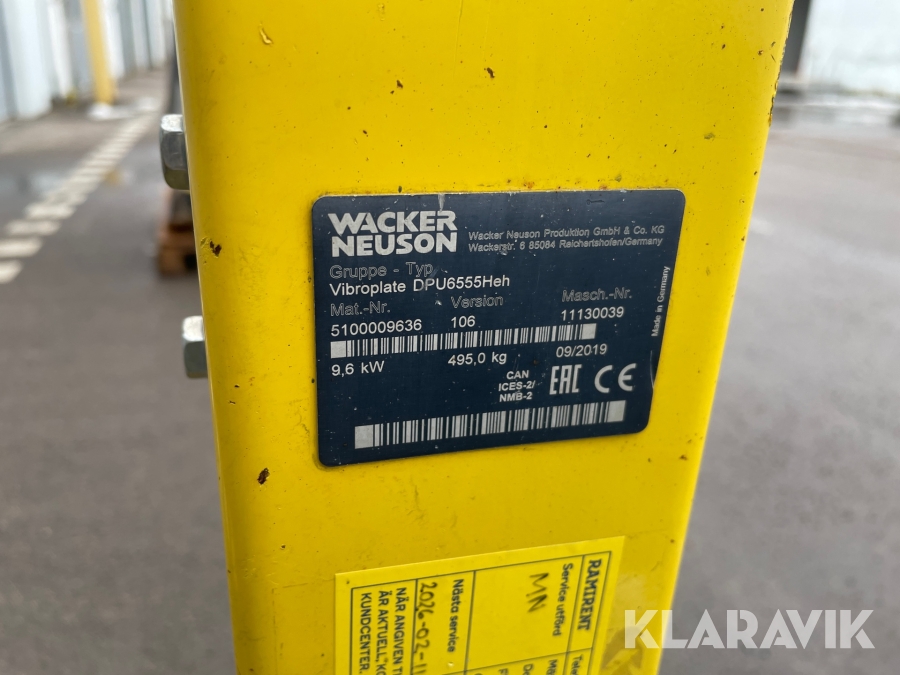 WACKER
NEUSON
Wacker Neuson Produktion GmbH & Co. KG
Wackerstr. 6 85084 Reichertshofen/Germany
Gruppe - Typ
Vibroplate DPU6555Heh
Mat.-Nr. Version Masch.-Nr.
5100009636 106 11130039
9,6 kW 495,0 kg 09/2019
CAN
ICES-2/
NMB-2
EAC CE
Made in Germany
RAMIRENT
Service utförd
MN
Nästa service
2026-02-11
NÄR ANGIVEN T
ÄR AKTUELL, KO
KUNDCENTER.
KLARAVIK